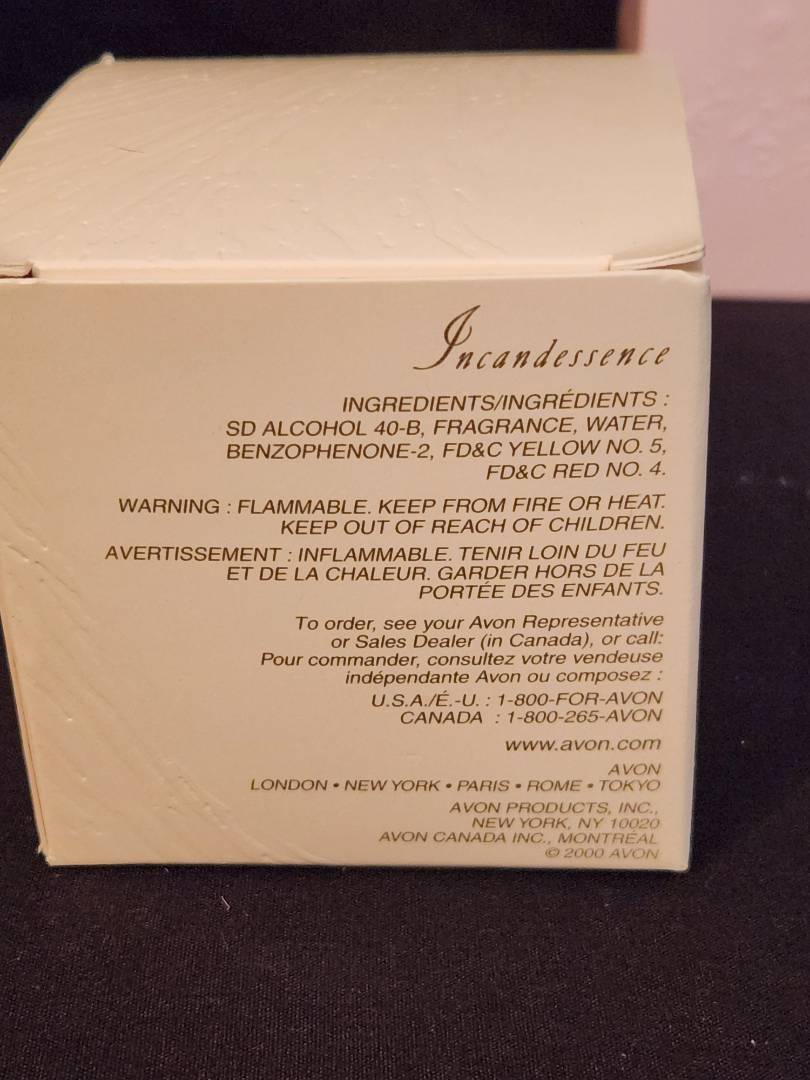 Incandessence
INGREDIENTS/INGRÉDIENTS :
SD ALCOHOL 40-B, FRAGRANCE, WATER,
BENZOPHENONE-2, FD&C YELLOW NO. 5,
FD&C RED NO. 4.
WARNING : FLAMMABLE. KEEP FROM FIRE OR HEAT.
KEEP OUT OF REACH OF CHILDREN.
AVERTISSEMENT : INFLAMMABLE. TENIR LOIN DU FEU
ET DE LA CHALEUR. GARDER HORS DE LA
PORTÉE DES ENFANTS.
To order, see your Avon Representative
or Sales Dealer (in Canada), or call:
Pour commander, consultez votre vendeuse
indépendante Avon ou composez :
U.S.A./É.-U. : 1-800-FOR-AVON
CANADA : 1-800-265-AVON
www.avon.com
AVON
LONDON • NEW YORK • PARIS • ROME • TOKYO
AVON PRODUCTS, INC.,
NEW YORK, NY 10020
AVON CANADA INC., MONTRÉAL
© 2000 AVON